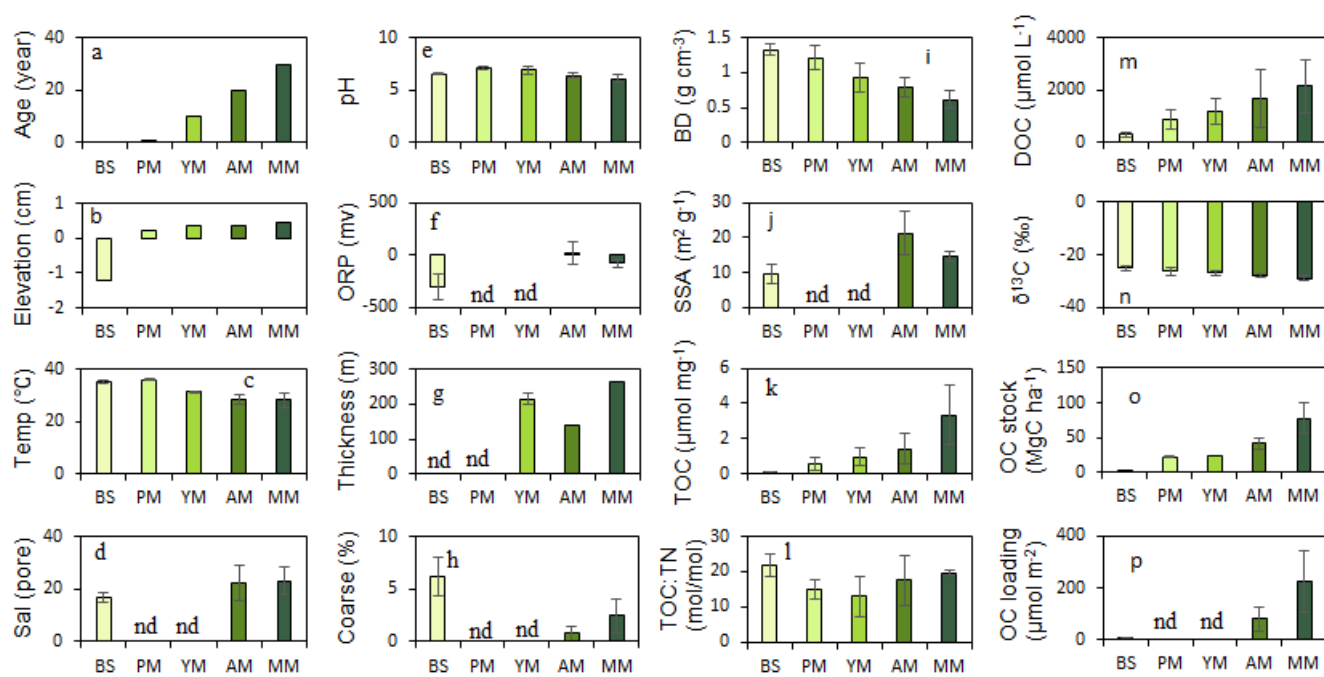 Age (year)
40
20
0
a
BS PM YM AM MM
pH
10
5
0
e
BS PM YM AM MM
BD (g cm-3)
1.5
1
0.5
0
i
BS PM YM AM MM
DOC (µmol L-1)
4000
2000
0
m
BS PM YM AM MM
Elevation (cm)
1
0
-1
-2
b
BS PM YM AM MM
ORP (mv)
500
0
-500
f
nd nd
BS PM YM AM MM
SSA (m2 g-1)
30
20
10
0
j
nd nd
BS PM YM AM MM
δ13C (‰)
0
-20
-40
n
BS PM YM AM MM
Temp (°C)
40
20
0
c
BS PM YM AM MM
Thickness (m)
300
200
100
0
g
nd nd
BS PM YM AM MM
TOC (µmol mg-1)
6
4
2
0
k
BS PM YM AM MM
OC stock
(MgC ha-1)
150
100
50
0
o
BS PM YM AM MM
Sal (pore)
40
20
0
d
nd nd
BS PM YM AM MM
Coarse (%)
10
5
0
h
nd nd
BS PM YM AM MM
TOC:TN
(mol/mol)
30
20
10
0
l
BS PM YM AM MM
OC loading
(µmol m-2)
400
200
0
p
nd nd
BS PM YM AM MM